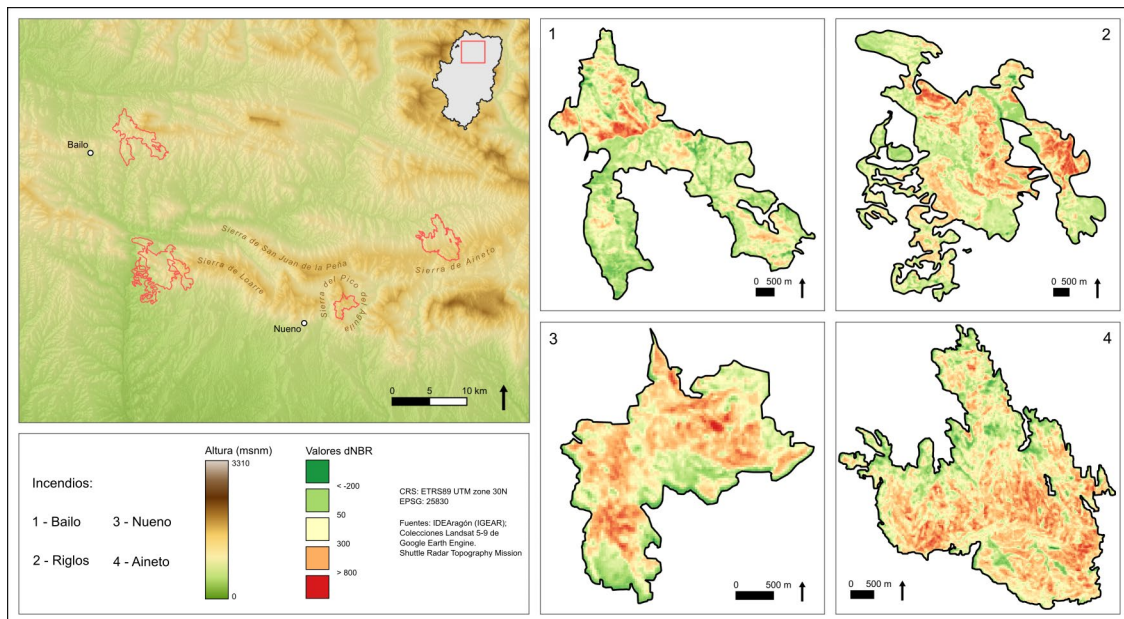 Bailo
Sierra de San Juan de la Peña
Sierra de Loarre
Sierra de Aineto
Sierra del Pico del Águila
Nueno
0 5 10 km
1
0 500 m
2
0 500 m
3
0 500 m
4
0 500 m
Incendios:
1 - Bailo 3 - Nueno
2 - Riglos 4 - Aineto
Altura (msnm)
3310
0
Valores dNBR
< -200
50
300
> 800
CRS: ETRS89 UTM zone 30N
EPSG: 25830
Fuentes: IDEAragón (IGEAR);
Colecciones Landsat 5-9 de
Google Earth Engine.
Shuttle Radar Topography Mission